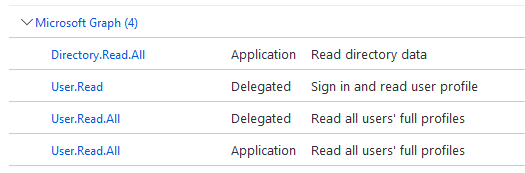 Microsoft Graph (4)
Directory.Read.All Application Read directory data
User.Read Delegated Sign in and read user profile
User.Read.All Delegated Read all users' full profiles
User.Read.All Application Read all users' full profiles